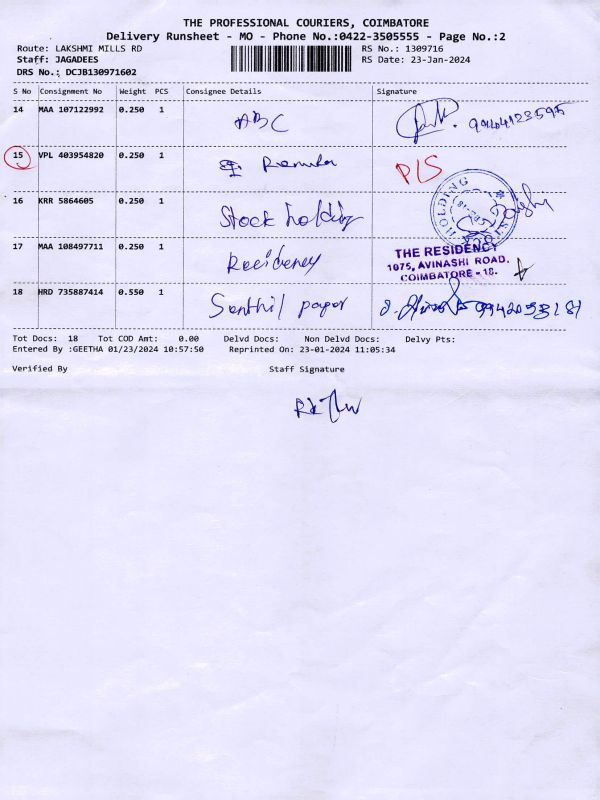 THE PROFESSIONAL COURIERS, COIMBATORE
Delivery Runsheet - MO - Phone No.:0422-3505555 - Page No.:2
Route: LAKSHMI MILLS RD RS No.: 1309716
Staff: JAGADEES RS Date: 23-Jan-2024
DRS No.: DCJB130971602
S No Consignment No Weight PCS Consignee Details Signature
14 MAA 107122992 0.250 1 ABC
15 VPL 403954820 0.250 1 P/S
16 KRR 5864605 0.250 1 Stock holding HOLDING
17 MAA 108497711 0.250 1 Residency THE RESIDENCY
1075, AVINASHI ROAD.
COIMBATORE - 18.
18 HRD 735887414 0.550 1 Senthil papar
Tot Docs: 18 Tot COD Amt: 0.00 Delvd Docs: Non Delvd Docs: Delvy Pts:
Entered By :GEETHA 01/23/2024 10:57:50 Reprinted On: 23-01-2024 11:05:34
Verified By Staff Signature